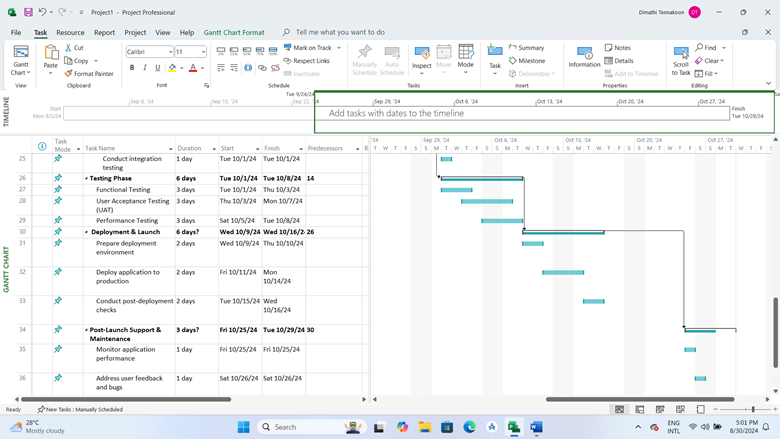 Project1 - Project Professional
Dimathi Tennakoon
DT
File
Task
Resource
Report
Project
View
Help
Gantt Chart Format
Tell me what you want to do
Gantt Chart
View
Paste
Cut
Copy
Format Painter
Clipboard
Calibri
11
B I U
A
Font
Schedule
Mark on Track
Respect Links
Inactivate
Manually Schedule
Auto Schedule
Tasks
Inspect
Move
Mode
Task
Summary
Milestone
Deliverable
Insert
Information
Notes
Details
Add to Timeline
Properties
Scroll to Task
Find
Clear
Fill
Editing
TIMELINE
Tue 9/24/24
Sep 8, '24
Sep 15, '24
Sep 22, '24
Sep 29, '24
Oct 6, '24
Oct 13, '24
Oct 20, '24
Oct 27, '24
Start
Mon 8/2/24
Add tasks with dates to the timeline
Finish
Tue 10/29/24
GANTT CHART
Task Mode
Task Name
Duration
Start
Finish
Predecessors
'24
Sep 29, '24
Oct 6, '24
Oct 13, '24
Oct 20, '24
Oct 27, '24
25 Conduct integration testing 1 day Tue 10/1/24 Tue 10/1/24
26 Testing Phase 6 days Tue 10/1/24 Tue 10/8/24 14
27 Functional Testing 3 days Tue 10/1/24 Thu 10/3/24
28 User Acceptance Testing (UAT) 3 days Thu 10/3/24 Mon 10/7/24
29 Performance Testing 3 days Sat 10/5/24 Tue 10/8/24
30 Deployment & Launch 6 days? Wed 10/9/24 Wed 10/16/24 26
31 Prepare deployment environment 2 days Wed 10/9/24 Thu 10/10/24
32 Deploy application to production 2 days Fri 10/11/24 Mon 10/14/24
33 Conduct post-deployment checks 2 days Tue 10/15/24 Wed 10/16/24
34 Post-Launch Support & Maintenance 3 days? Fri 10/25/24 Tue 10/29/24 30
35 Monitor application performance 1 day Fri 10/25/24 Fri 10/25/24
36 Address user feedback and bugs 1 day Sat 10/26/24 Sat 10/26/24
Ready
New Tasks : Manually Scheduled
28°C
Mostly cloudy
Search
ENG
INTL
5:01 PM
8/30/2024